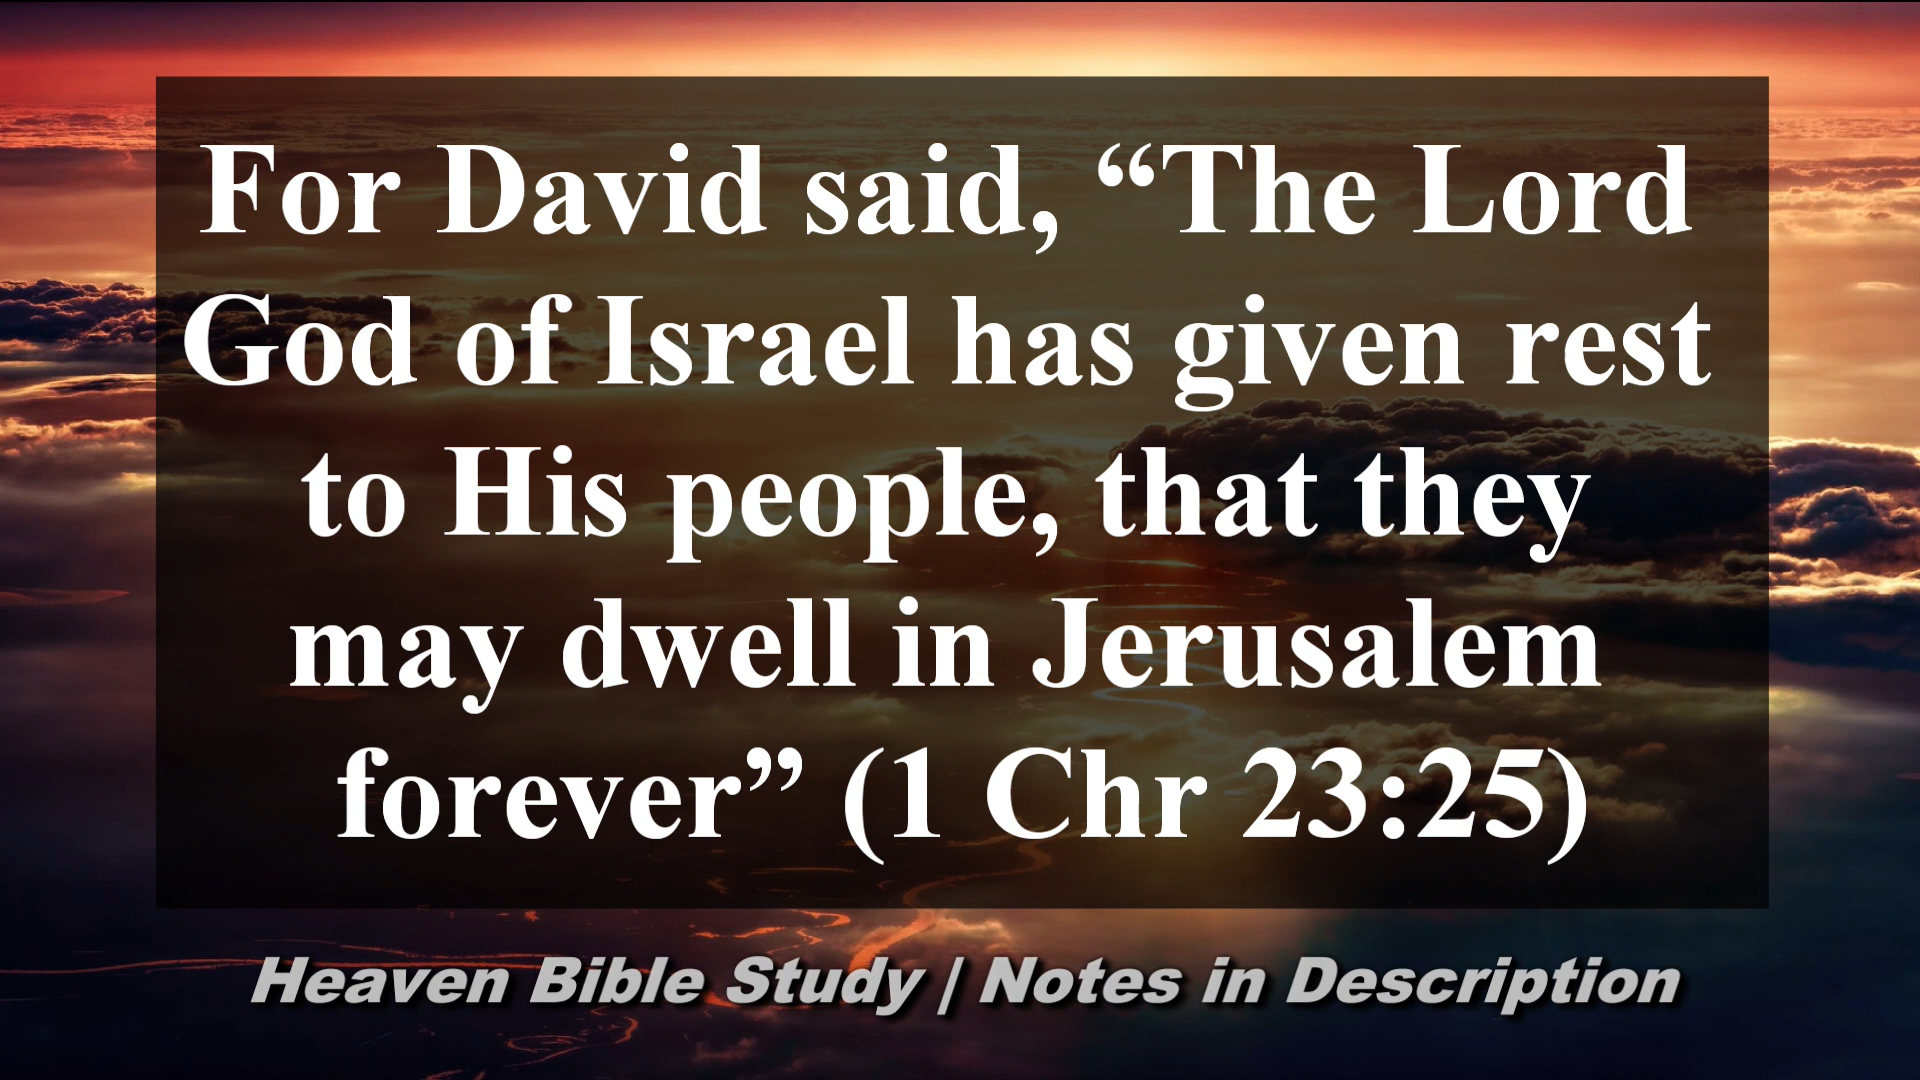 For David said, “The Lord
God of Israel has given rest
to His people, that they
may dwell in Jerusalem
forever” (1 Chr 23:25)
Heaven Bible Study | Notes in Description